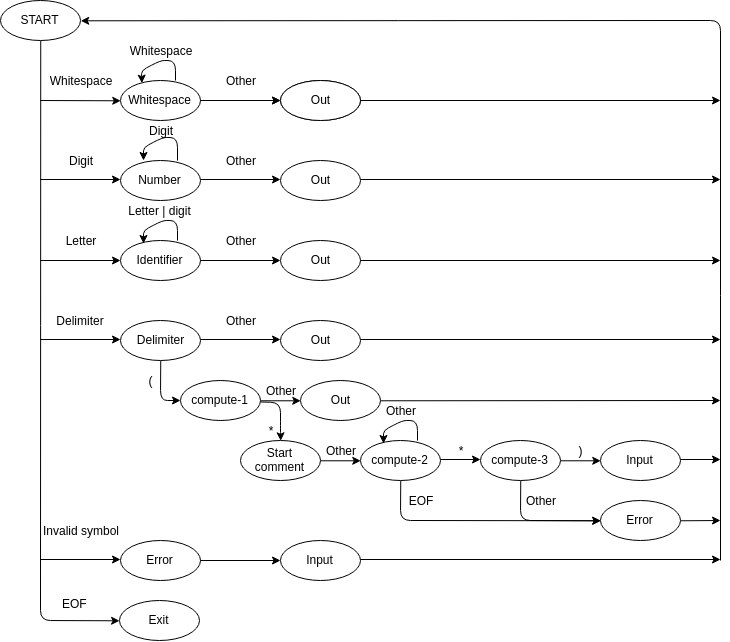 START
Whitespace
Whitespace
Other
Whitespace
Out
Digit
Digit
Other
Number
Out
Letter | digit
Letter
Other
Identifier
Out
Delimiter
Other
Delimiter
Out
(
Other
compute-1
Out
Other
*
Start
comment
Other
compute-2
*
compute-3
)
Input
EOF
Other
Error
Invalid symbol
Error
Input
EOF
Exit